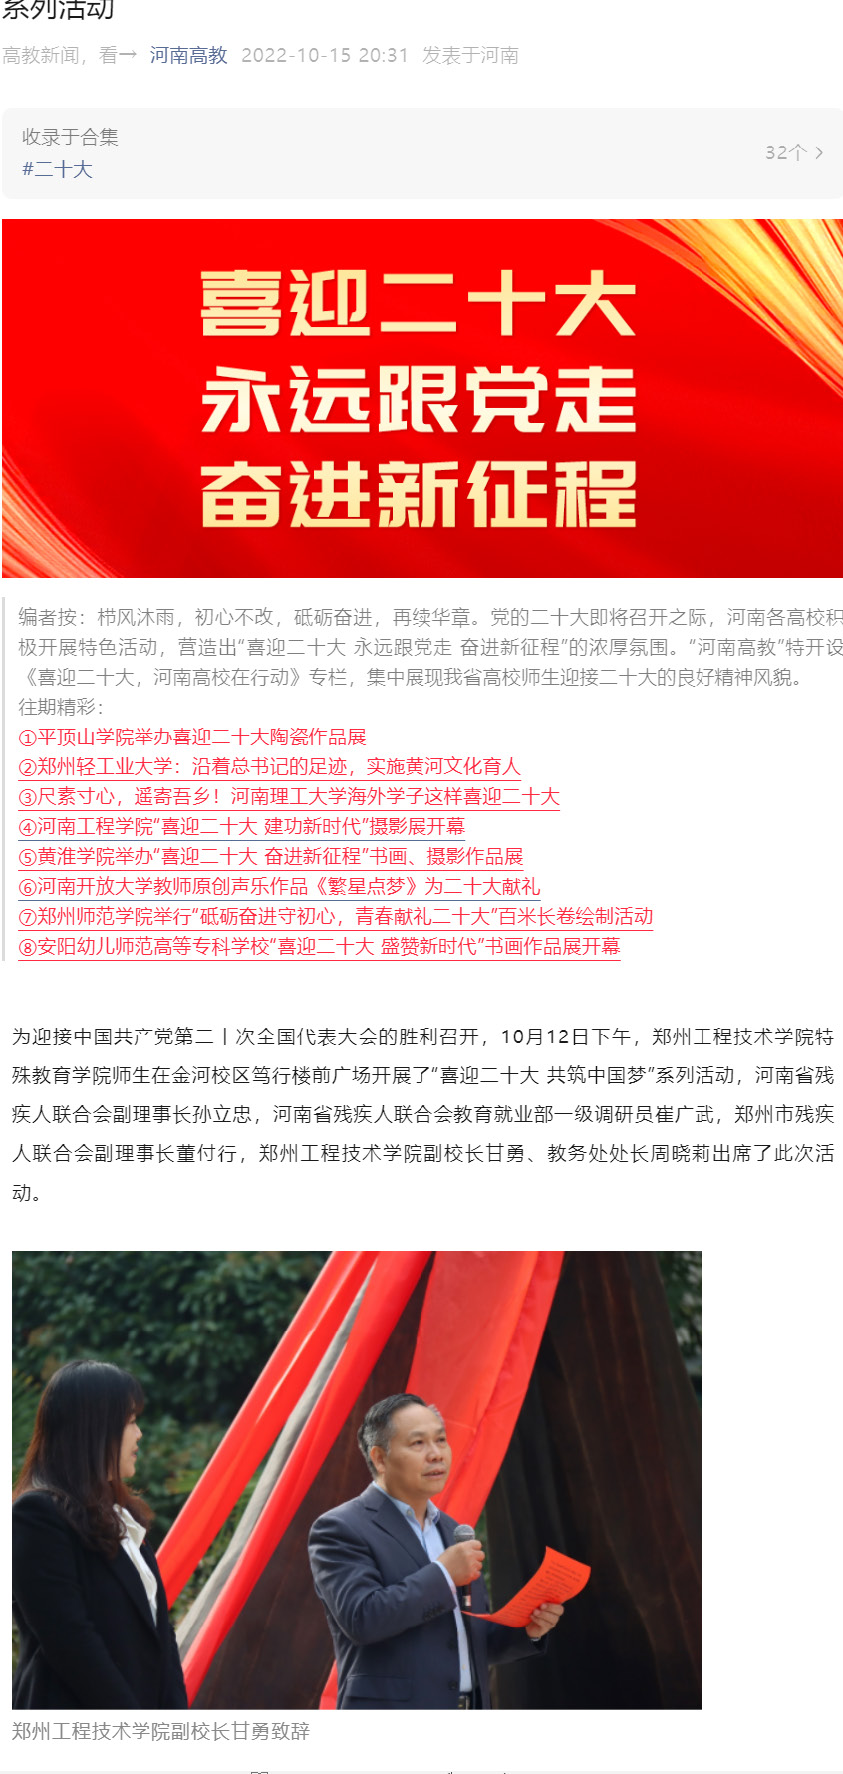 系列活动
高教新闻，看→ 河南高教 2022-10-15 20:31 发表于河南
收录于合集
#二十大
32个 >
喜迎二十大
永远跟党走
奋进新征程
编者按：栉风沐雨，初心不改，砥砺奋进，再续华章。党的二十大即将召开之际，河南各高校积
极开展特色活动，营造出“喜迎二十大 永远跟党走 奋进新征程”的浓厚氛围。“河南高教”特开设
《喜迎二十大，河南高校在行动》专栏，集中展现我省高校师生迎接二十大的良好精神风貌。
往期精彩：
①平顶山学院举办喜迎二十大陶瓷作品展
②郑州轻工业大学：沿着总书记的足迹，实施黄河文化育人
③尺素寸心，遥寄吾乡！河南理工大学海外学子这样喜迎二十大
④河南工程学院“喜迎二十大 建功新时代”摄影展开幕
⑤黄淮学院举办“喜迎二十大 奋进新征程”书画、摄影作品展
⑥河南开放大学教师原创声乐作品《繁星点梦》为二十大献礼
⑦郑州师范学院举行“砥砺奋进守初心，青春献礼二十大”百米长卷绘制活动
⑧安阳幼儿师范高等专科学校“喜迎二十大 盛赞新时代”书画作品展开幕
为迎接中国共产党第二丨次全国代表大会的胜利召开，10月12日下午，郑州工程技术学院特
殊教育学院师生在金河校区笃行楼前广场开展了“喜迎二十大 共筑中国梦”系列活动，河南省残
疾人联合会副理事长孙立忠，河南省残疾人联合会教育就业部一级调研员崔广武，郑州市残疾
人联合会副理事长董付行，郑州工程技术学院副校长甘勇、教务处处长周晓莉出席了此次活
动。
郑州工程技术学院副校长甘勇致辞